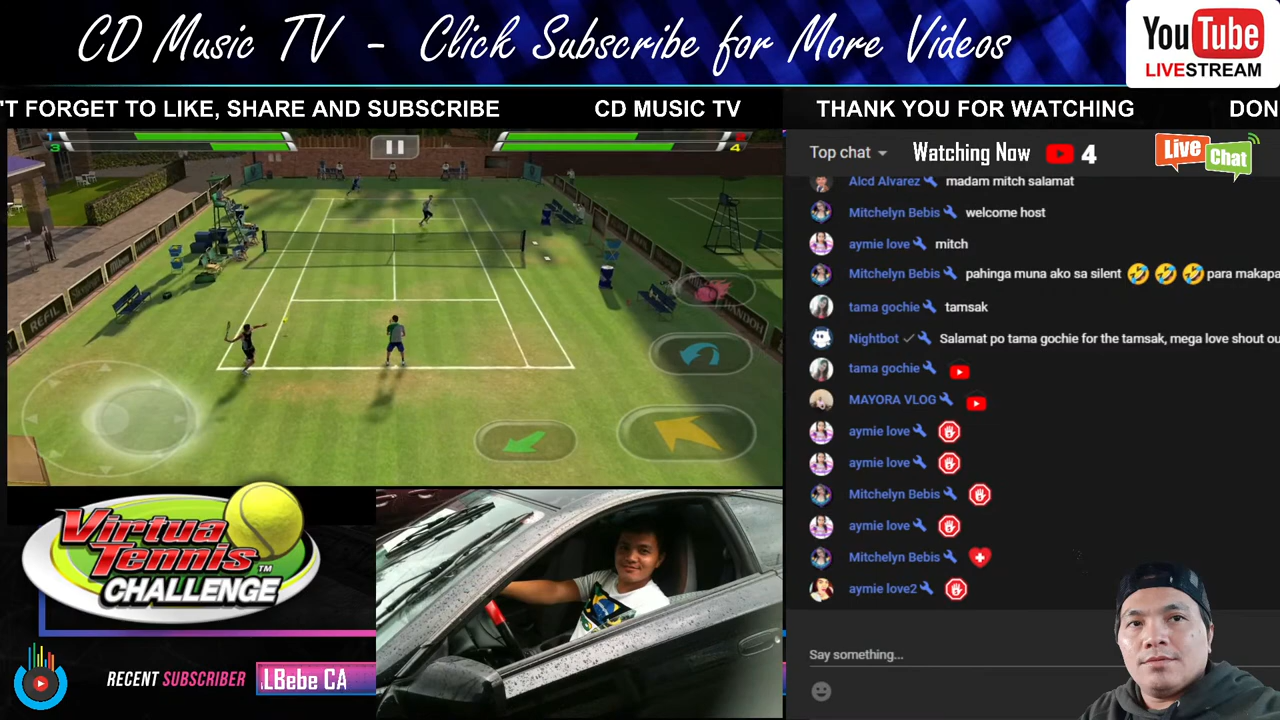 CD Music TV - Click Subscribe for More Videos
YouTube
LIVESTREAM
'T FORGET TO LIKE, SHARE AND SUBSCRIBE
CD MUSIC TV
THANK YOU FOR WATCHING
DON
3
4
REFIL
Top chat
Watching Now
4
Live
Chat
Alcd Alvarez madam mitch salamat
Mitchelyn Bebis welcome host
aymie love mitch
Mitchelyn Bebis pahinga muna ako sa silent 🤣 🤣 🤣 para makapa
tama gochie tamsak
Nightbot Salamat po tama gochie for the tamsak, mega love shout ou
tama gochie
MAYORA VLOG
aymie love
aymie love
Mitchelyn Bebis
aymie love
Mitchelyn Bebis
aymie love2
Say something...
Virtua
Tennis™
CHALLENGE
RECENT SUBSCRIBER
LBebe CA